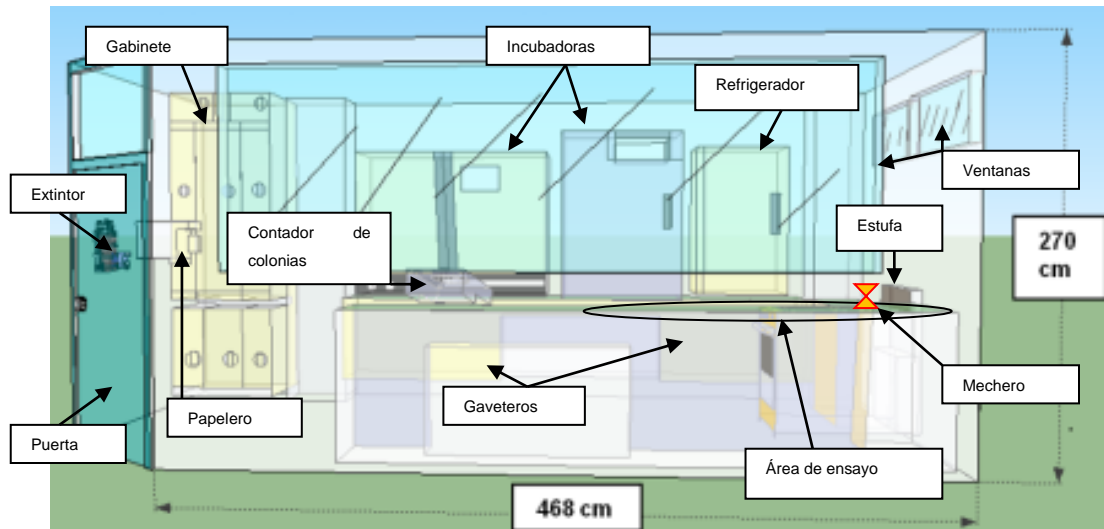 Gabinete
Incubadoras
Refrigerador
Ventanas
Extintor
Contador de
colonias
Estufa
270
cm
Mechero
Papelero
Gaveteros
Puerta
Área de ensayo
468 cm